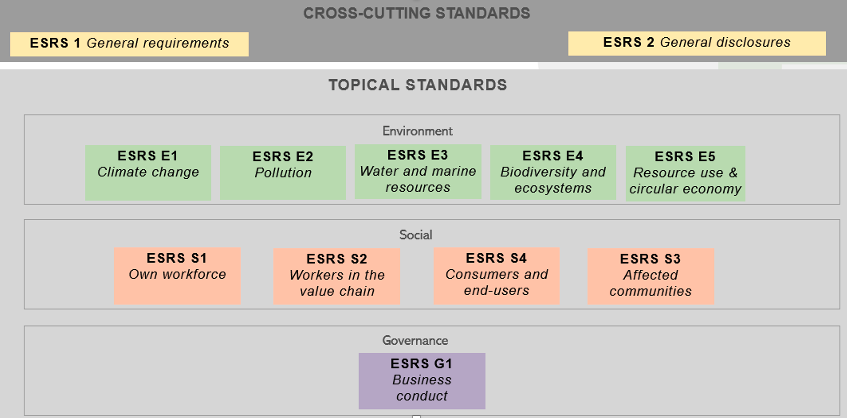 CROSS-CUTTING STANDARDS
ESRS 1 General requirements
ESRS 2 General disclosures
TOPICAL STANDARDS
Environment
ESRS E1
Climate change
ESRS E2
Pollution
ESRS E3
Water and marine
resources
ESRS E4
Biodiversity and
ecosystems
ESRS E5
Resource use &
circular economy
Social
ESRS S1
Own workforce
ESRS S2
Workers in the
value chain
ESRS S4
Consumers and
end-users
ESRS S3
Affected
communities
Governance
ESRS G1
Business
conduct